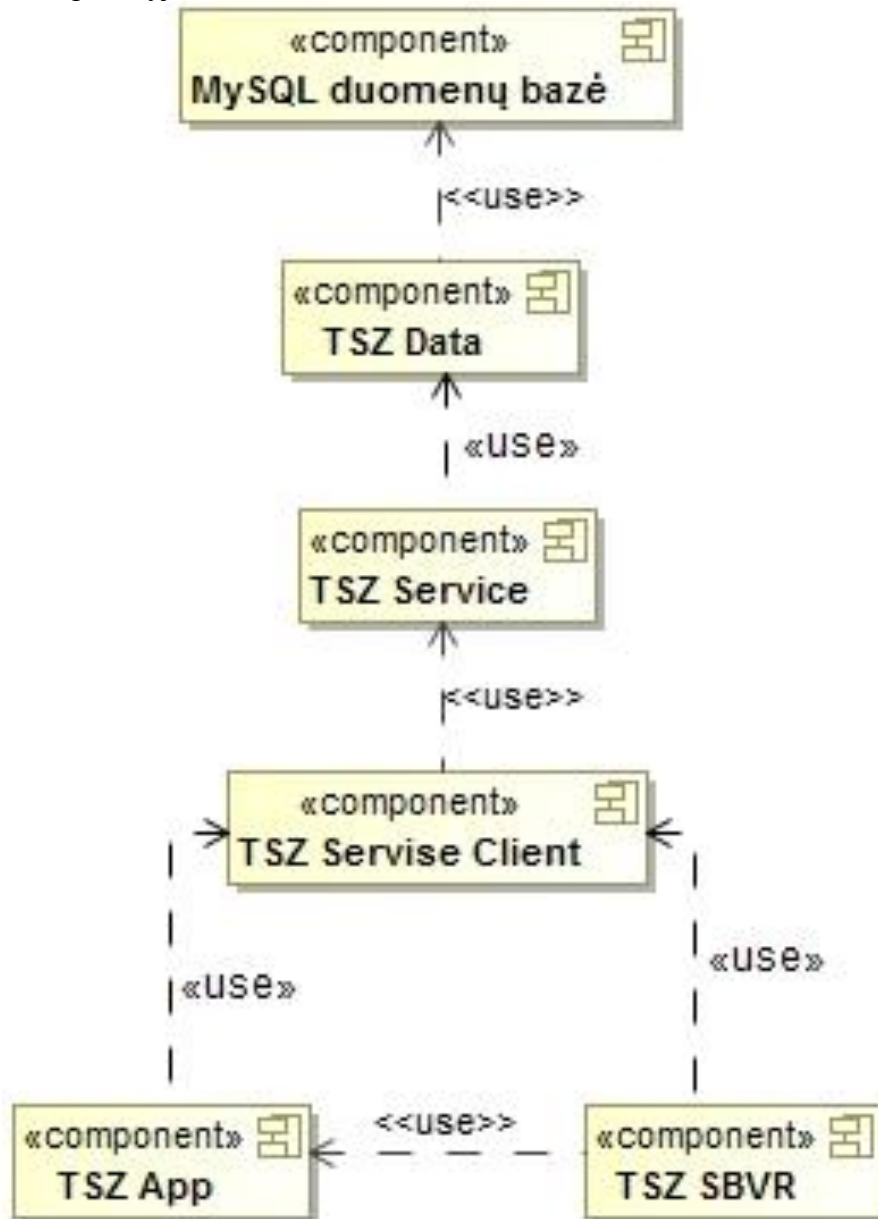 «component»
MySQL duomenų bazė
<<use>>
«component»
TSZ Data
«use»
«component»
TSZ Service
<<use>>
«component»
TSZ Servise Client
«use»
«use»
«component»
TSZ App
<<use>>
«component»
TSZ SBVR